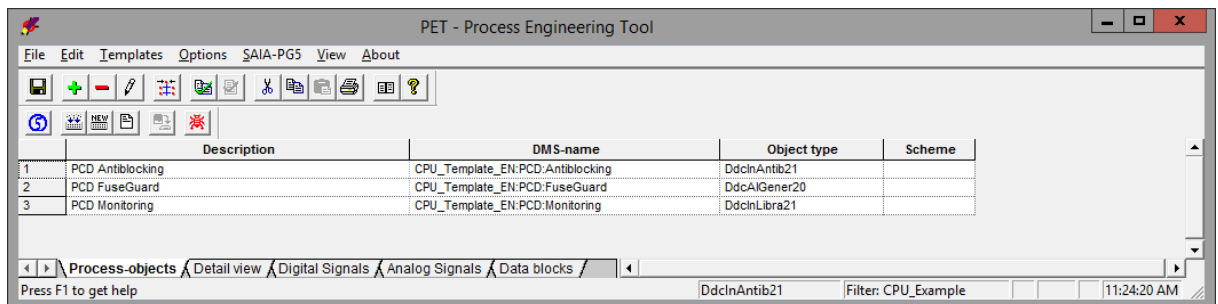 PET - Process Engineering Tool
File Edit Templates Options SAIA-PG5 View About
NEW
Description DMS-name Object type Scheme
1 PCD Antiblocking CPU_Template_EN:PCD:Antiblocking DdcInAntib21
2 PCD FuseGuard CPU_Template_EN:PCD:FuseGuard DdcAlGener20
3 PCD Monitoring CPU_Template_EN:PCD:Monitoring DdcInLibra21
Process-objects Detail view Digital Signals Analog Signals Data blocks
Press F1 to get help DdcInAntib21 Filter: CPU_Example 11:24:20 AM